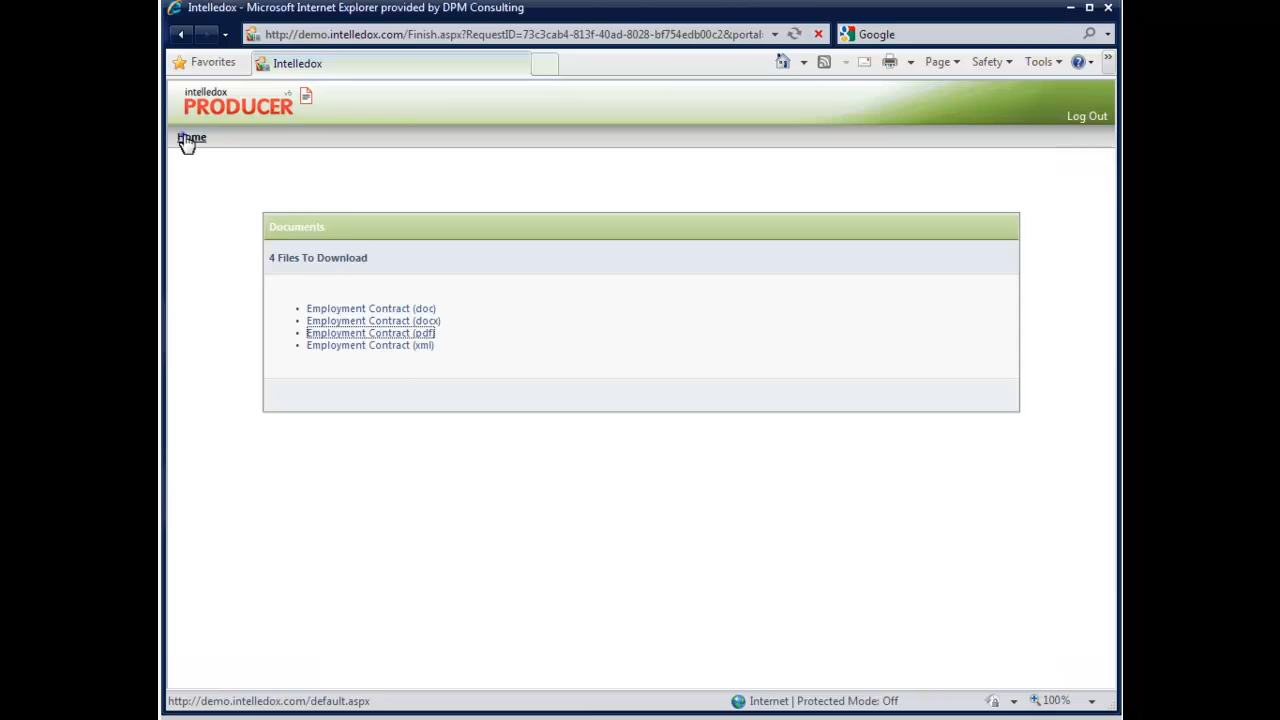 Intelledox - Microsoft Internet Explorer provided by DPM Consulting
http://demo.intelledox.com/Finish.aspx?RequestID=73c3cab4-813f-40ad-8028-bf754edb00c2&portal:
Google
Favorites
Intelledox
Page
Safety
Tools
intelledox v6
PRODUCER
Log Out
Home
Documents
4 Files To Download
• Employment Contract (doc)
• Employment Contract (docx)
• Employment Contract (pdf)
• Employment Contract (xml)
http://demo.intelledox.com/default.aspx
Internet | Protected Mode: Off
100%